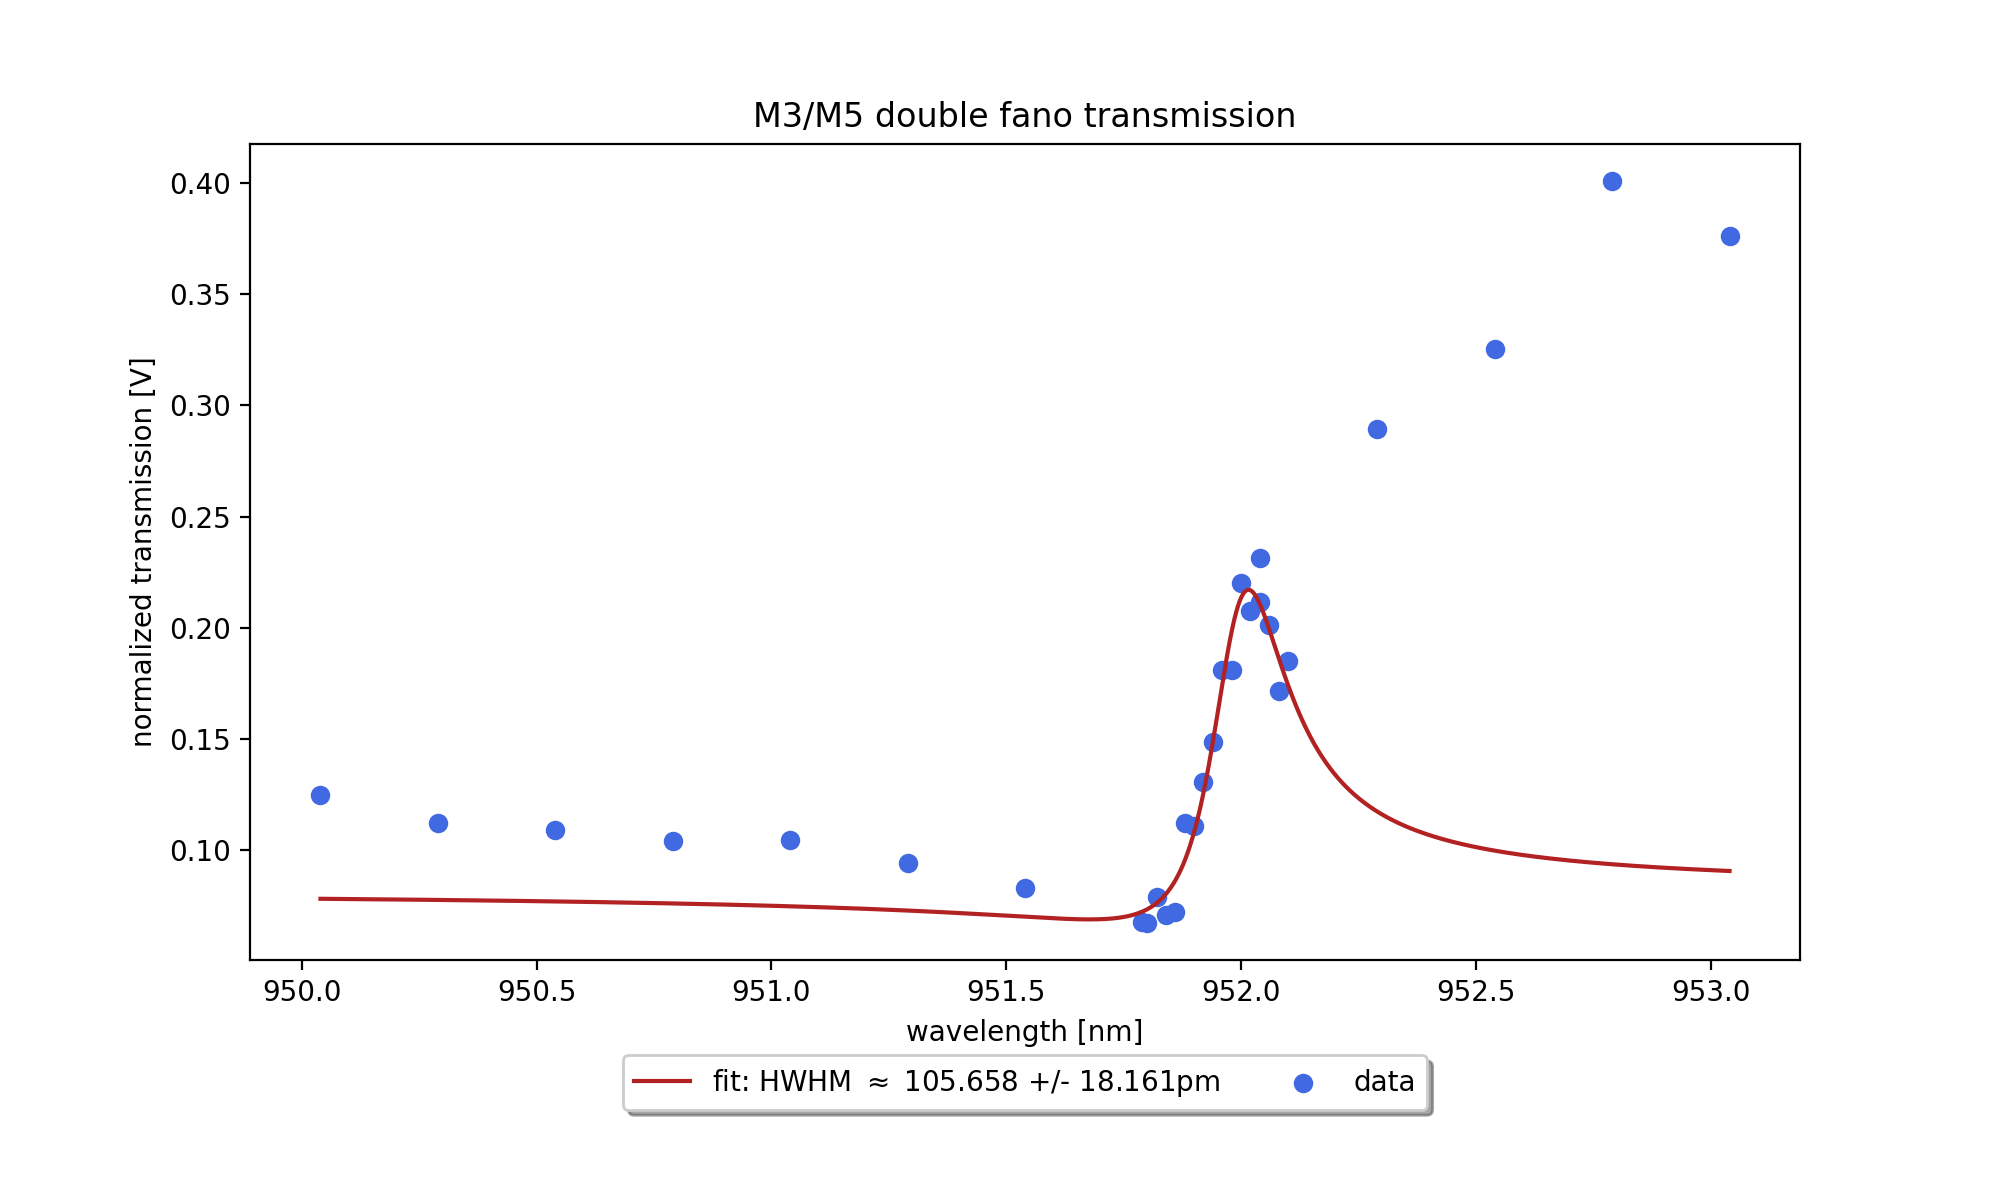 M3/M5 double fano transmission
normalized transmission [V]
0.40
0.35
0.30
0.25
0.20
0.15
0.10
950.0 950.5 951.0 951.5 952.0 952.5 953.0
wavelength [nm]
fit: HWHM ≈ 105.658 +/- 18.161pm data